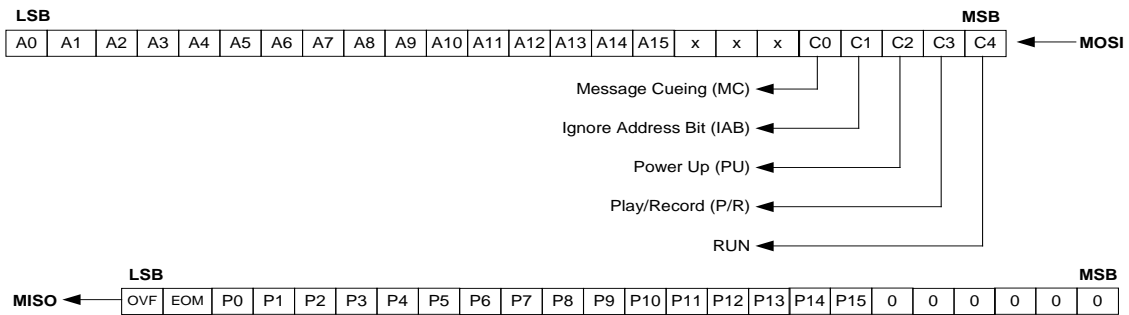 LSB MSB
A0 A1 A2 A3 A4 A5 A6 A7 A8 A9 A10 A11 A12 A13 A14 A15 x x x C0 C1 C2 C3 C4 MOSI
Message Cueing (MC)
Ignore Address Bit (IAB)
Power Up (PU)
Play/Record (P/R)
RUN
LSB MSB
MISO OVF EOM P0 P1 P2 P3 P4 P5 P6 P7 P8 P9 P10 P11 P12 P13 P14 P15 0 0 0 0 0 0